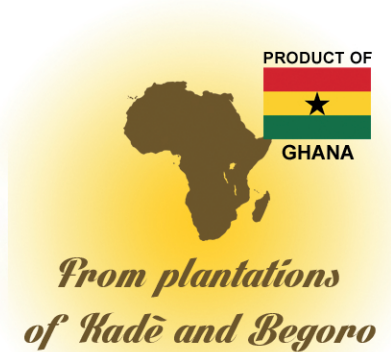 PRODUCT OF
GHANA
From plantations
of Kadè and Begoro